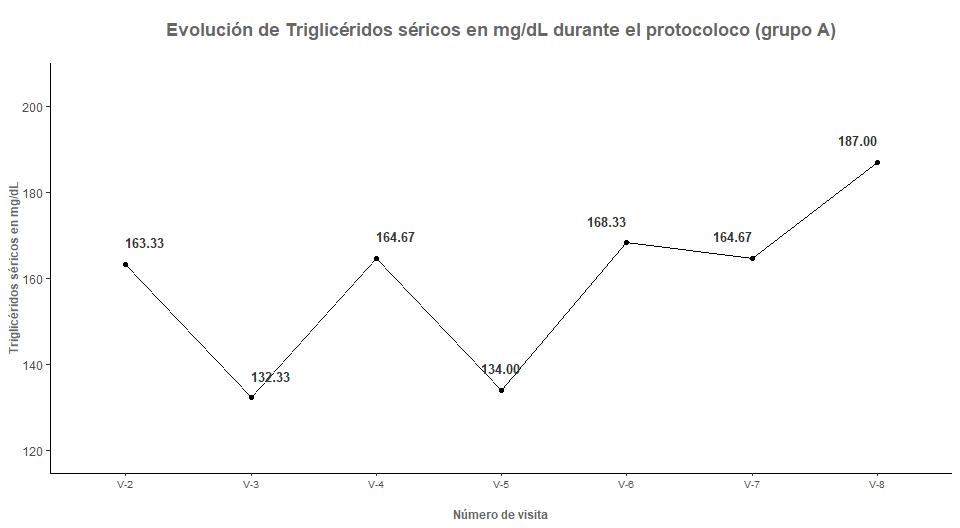 Evolución de Triglicéridos séricos en mg/dL durante el protocoloco (grupo A)
Triglicéridos séricos en mg/dL
200
180
160
140
120
163.33
132.33
164.67
134.00
168.33
164.67
187.00
V-2
V-3
V-4
V-5
V-6
V-7
V-8
Número de visita